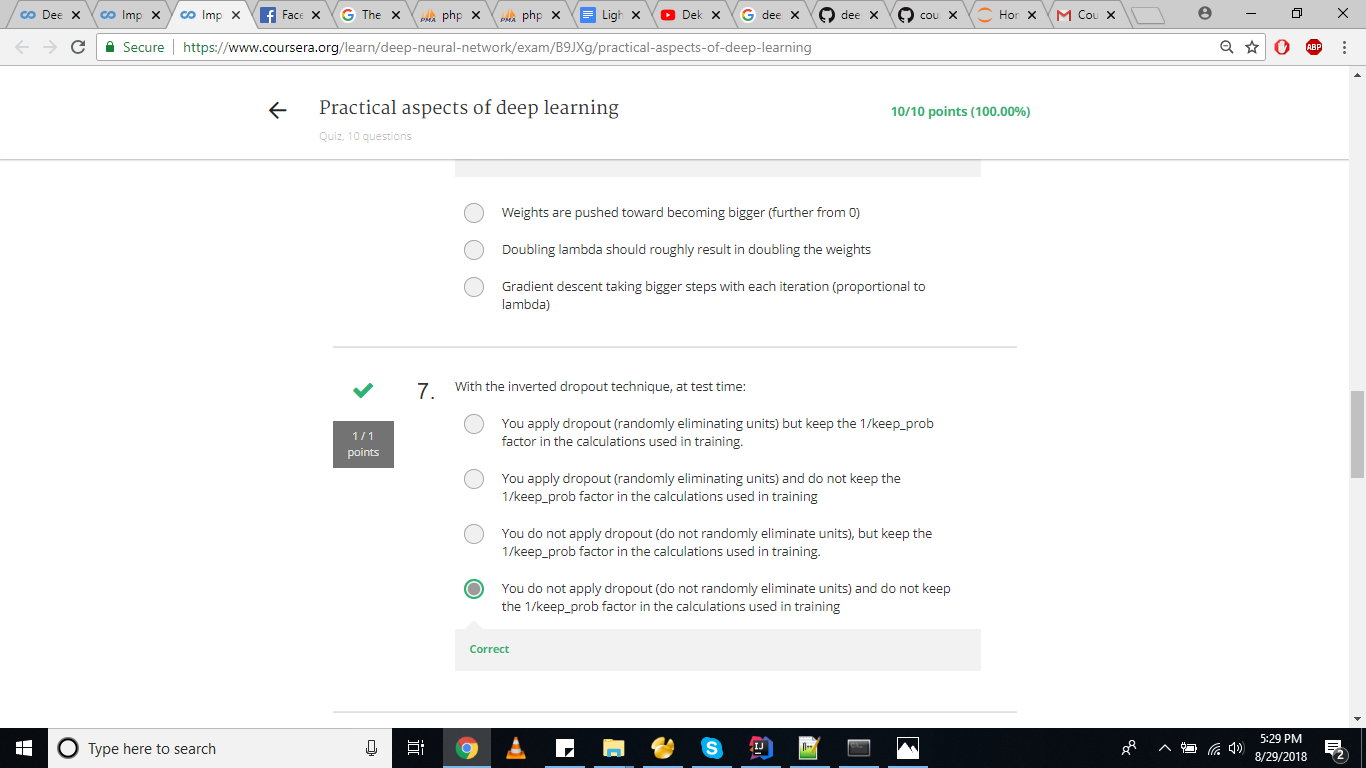 Dee
Imp
Imp
Face
The
php
php
Ligh
Dek
dee
dee
cou
Hor
Cou
Secure
https://www.coursera.org/learn/deep-neural-network/exam/B9JXg/practical-aspects-of-deep-learning
ABP
Practical aspects of deep learning
10/10 points (100.00%)
Quiz, 10 questions
Weights are pushed toward becoming bigger (further from 0)
Doubling lambda should roughly result in doubling the weights
Gradient descent taking bigger steps with each iteration (proportional to
lambda)
1 / 1
points
7.
With the inverted dropout technique, at test time:
You apply dropout (randomly eliminating units) but keep the 1/keep_prob
factor in the calculations used in training.
You apply dropout (randomly eliminating units) and do not keep the
1/keep_prob factor in the calculations used in training
You do not apply dropout (do not randomly eliminate units), but keep the
1/keep_prob factor in the calculations used in training.
You do not apply dropout (do not randomly eliminate units) and do not keep
the 1/keep_prob factor in the calculations used in training
Correct
Type here to search
5:29 PM
8/29/2018
2